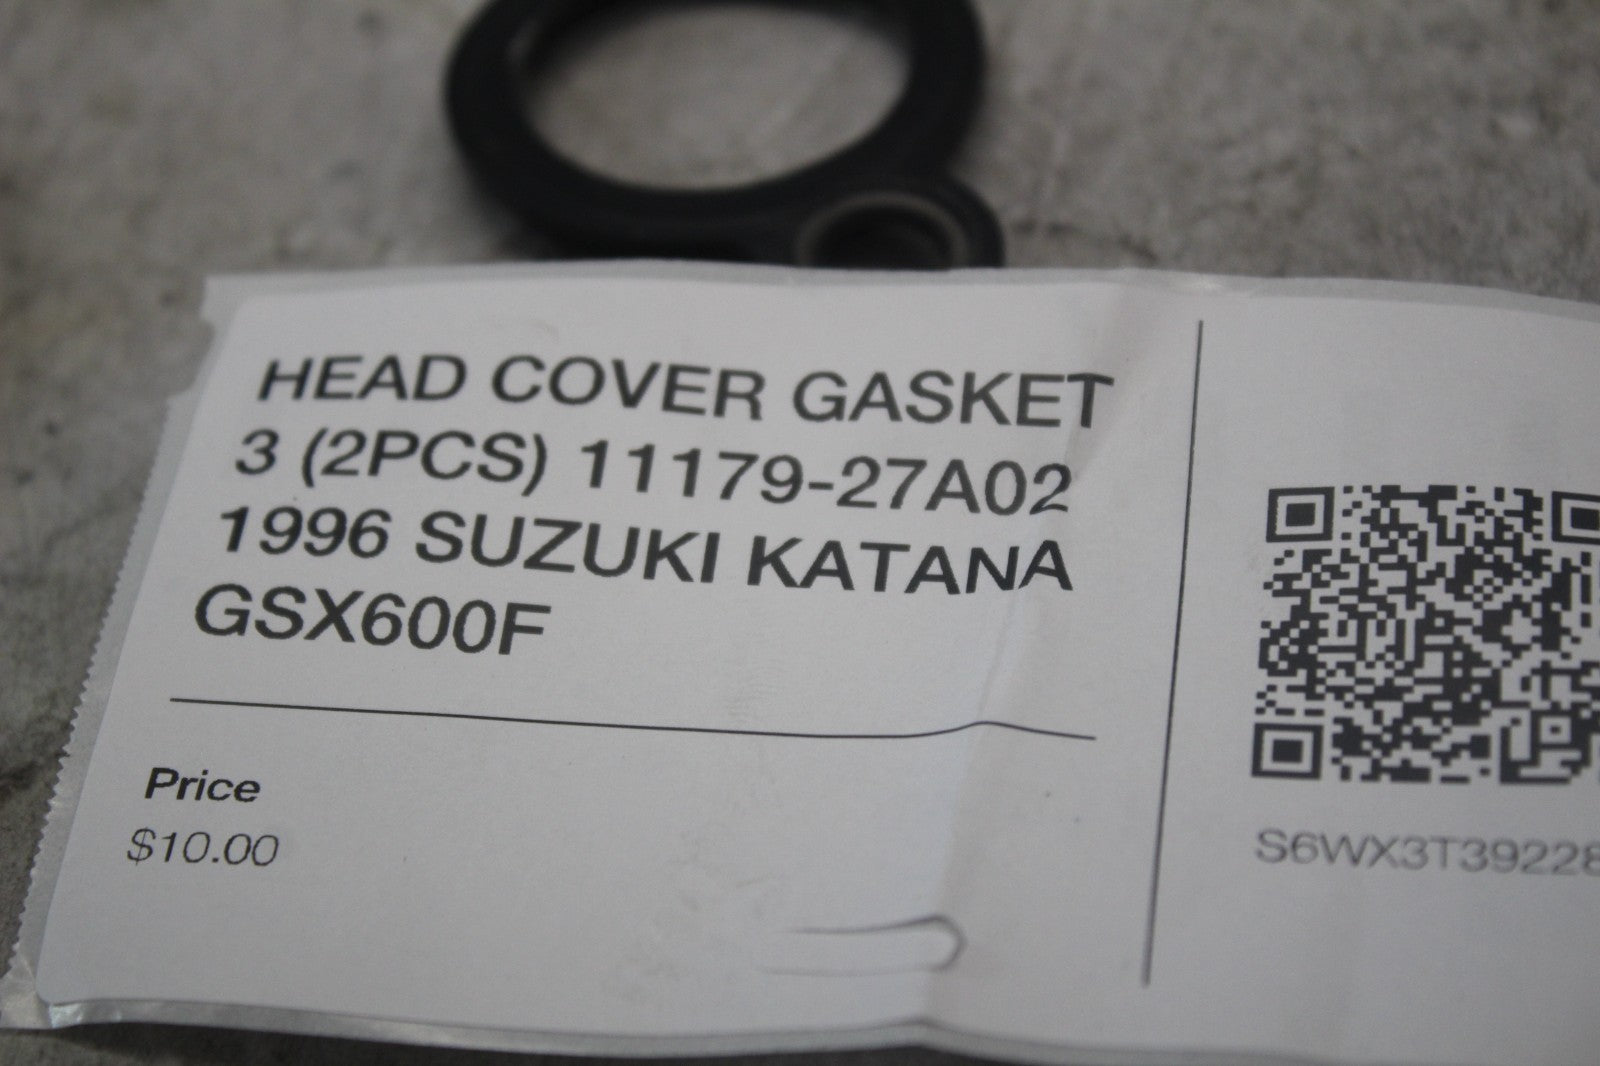 HEAD COVER GASKET
3 (2PCS) 11179-27A02
1996 SUZUKI KATANA
GSX600F
Price
$10.00
S6WX3T39228